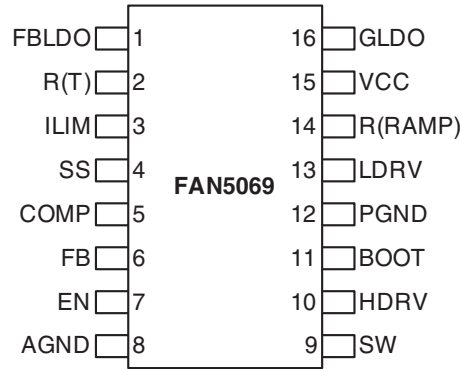 FBLDO 1 16 GLDO
R(T) 2 15 VCC
ILIM 3 14 R(RAMP)
SS 4 13 LDRV
FAN5069
COMP 5 12 PGND
FB 6 11 BOOT
EN 7 10 HDRV
AGND 8 9 SW